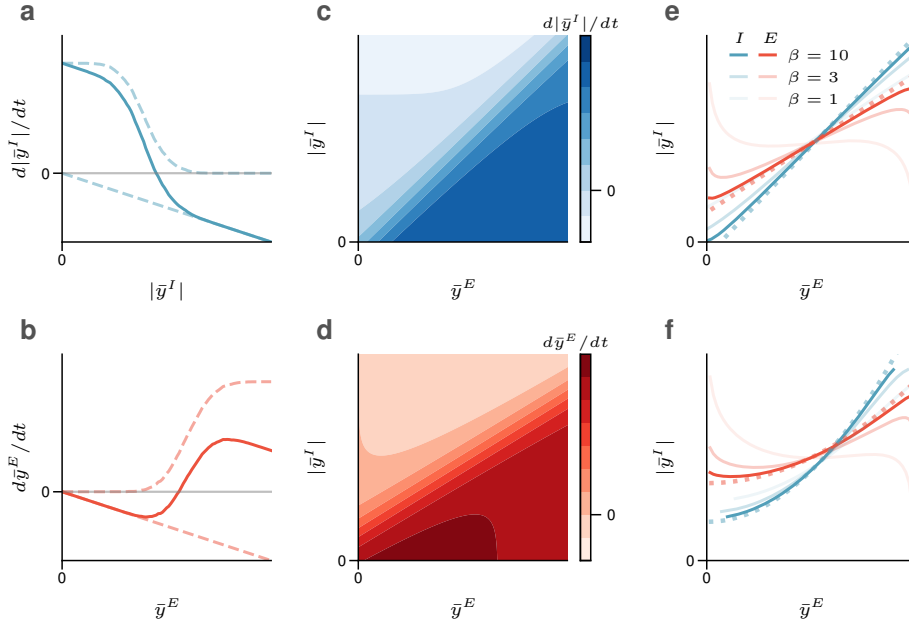 a
d|ȳ^I|/dt
0
0
|ȳ^I|
c
d|ȳ^I|/dt
|ȳ^I|
0
0
0
ȳ^E
e
I E
β = 10
β = 3
β = 1
|ȳ^I|
0
0
ȳ^E
b
dȳ^E/dt
0
0
ȳ^E
d
dȳ^E/dt
|ȳ^I|
0
0
0
ȳ^E
f
|ȳ^I|
0
0
ȳ^E